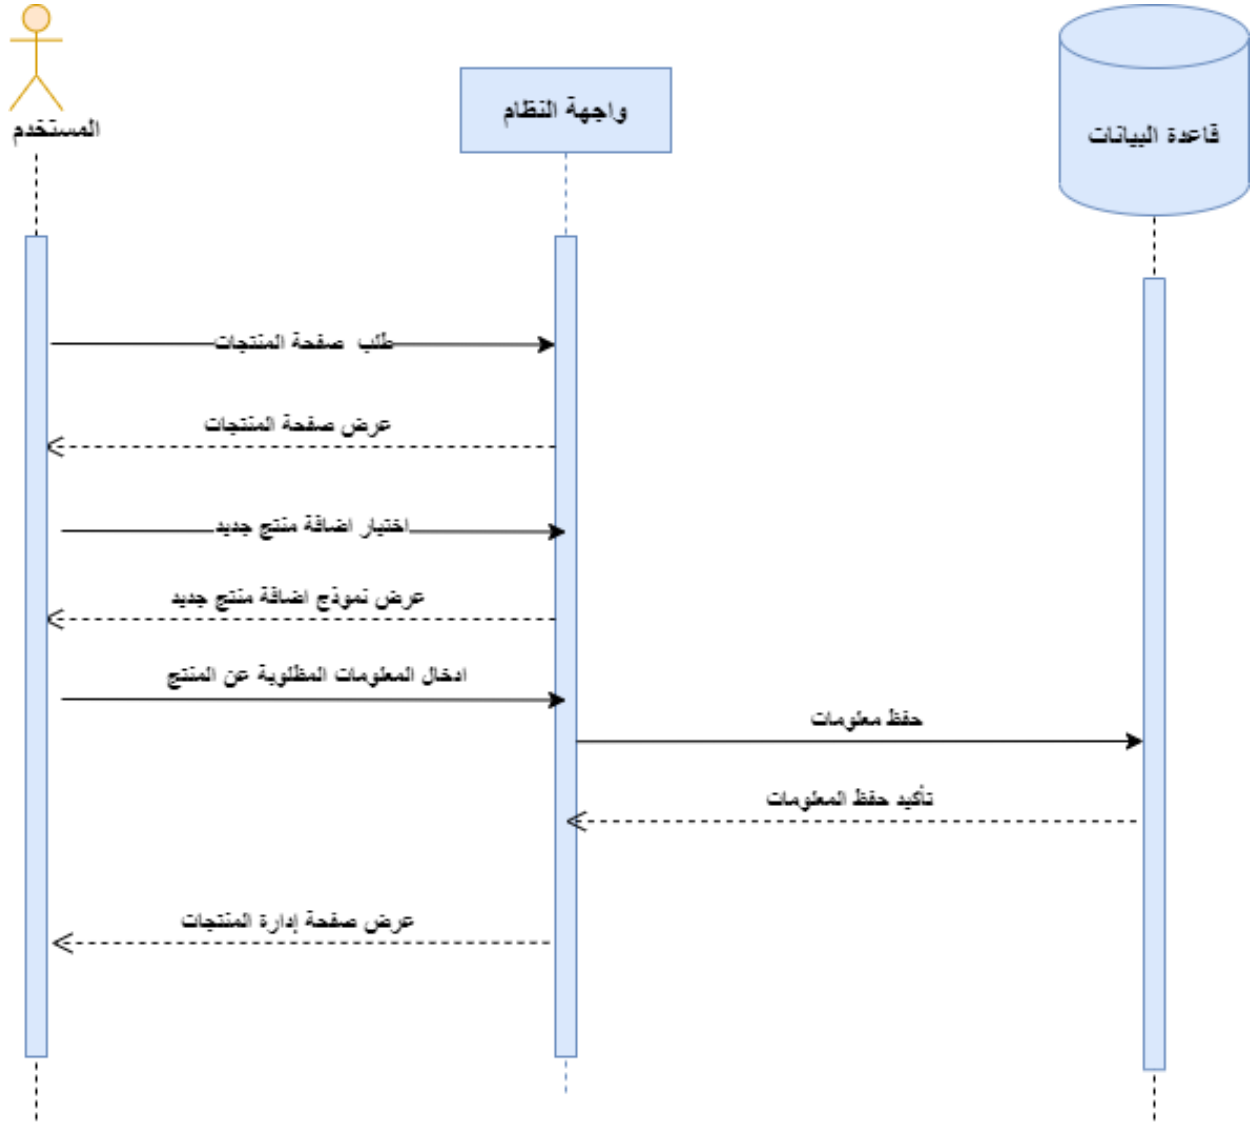 المستخدم
واجهة النظام
قاعدة البيانات
طلب صفحة المنتجات
عرض صفحة المنتجات
اختيار اضافة منتج جديد
عرض نموذج اضافة منتج جديد
ادخال المعلومات المطلوبة عن المنتج
حفظ معلومات
تأكيد حفظ المعلومات
عرض صفحة إدارة المنتجات